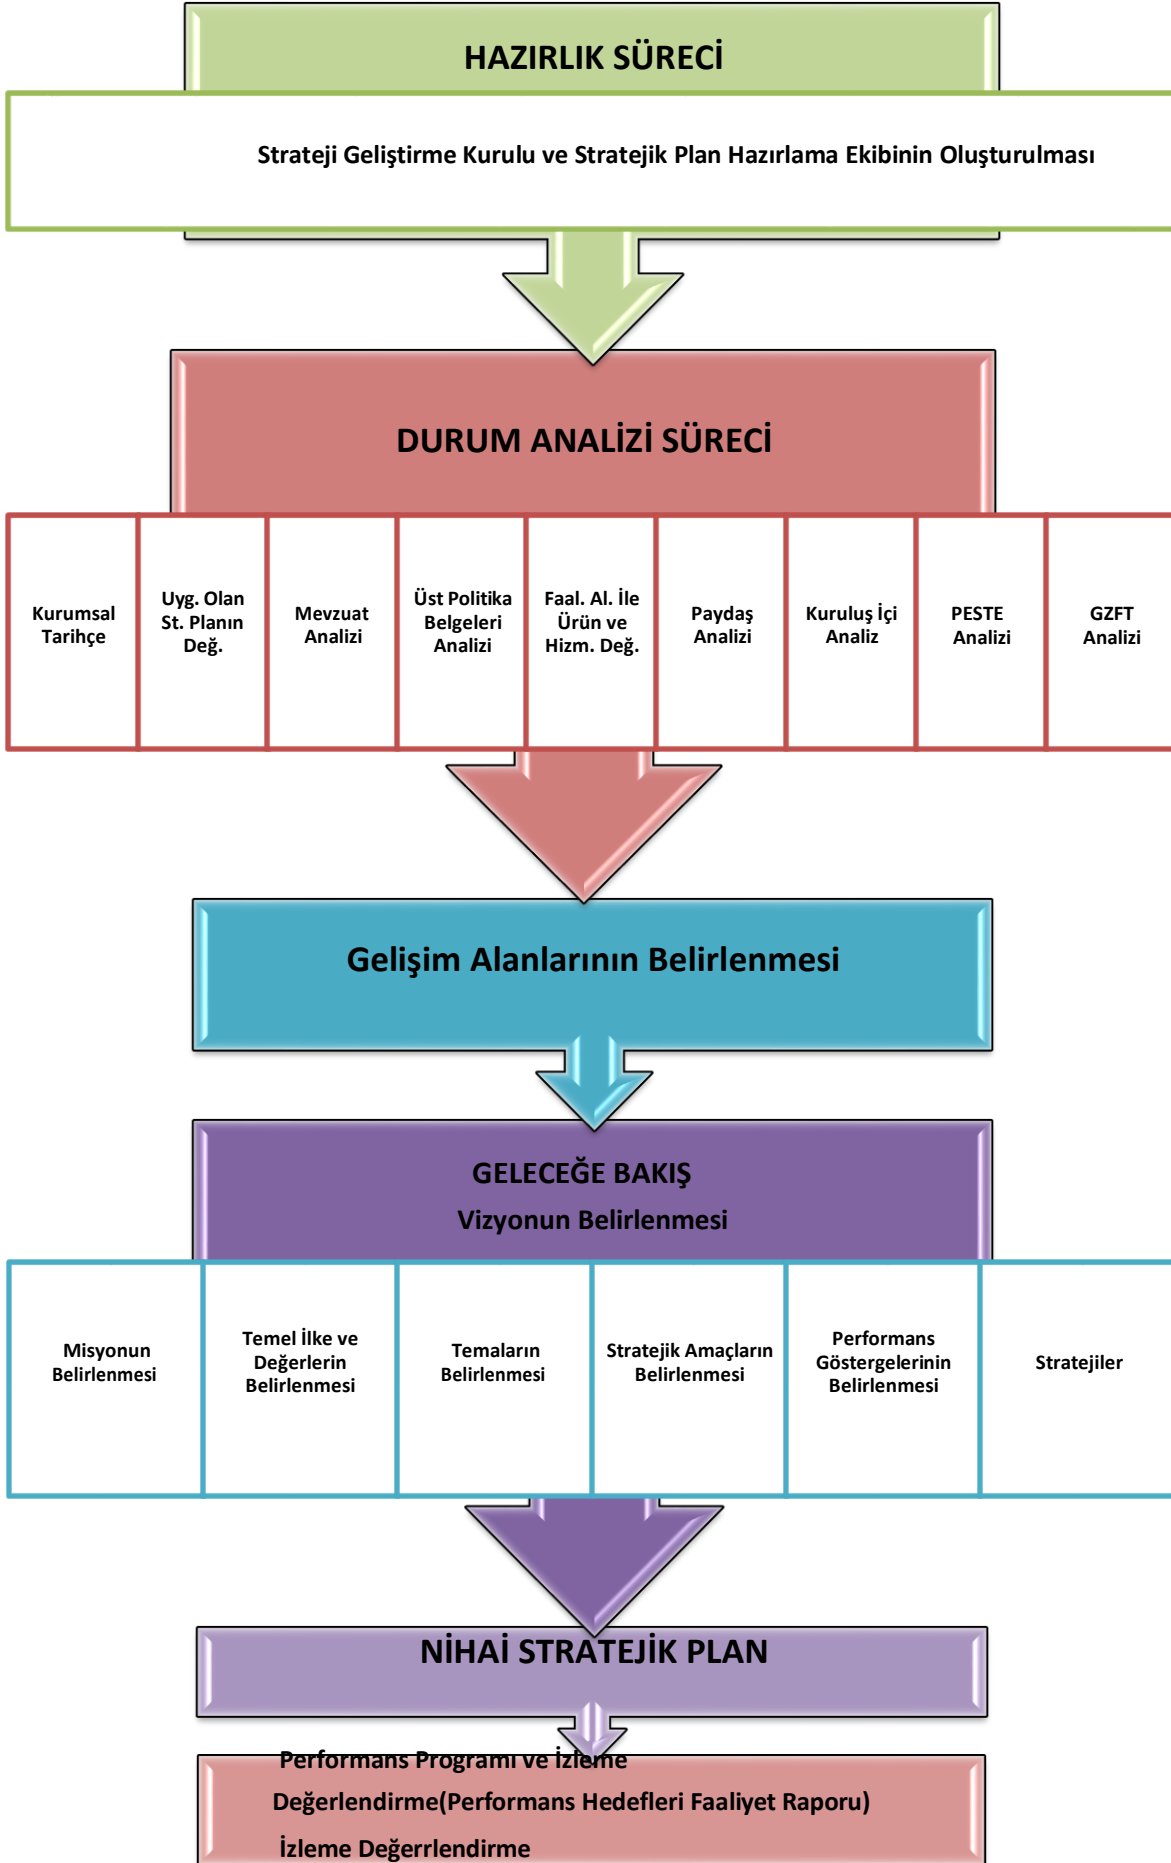 HAZIRLIK SÜRECİ
Strateji Geliştirme Kurulu ve Stratejik Plan Hazırlama Ekibinin Oluşturulması
DURUM ANALİZİ SÜRECİ
Kurumsal
Tarihçe
Uyg. Olan
St. Planın
Değ.
Mevzuat
Analizi
Üst Politika
Belgeleri
Analizi
Faal. Al. İle
Ürün ve
Hizm. Değ.
Paydaş
Analizi
Kuruluş İçi
Analiz
PESTE
Analizi
GZFT
Analizi
Gelişim Alanlarının Belirlenmesi
GELECEĞE BAKIŞ
Vizyonun Belirlenmesi
Misyonun
Belirlenmesi
Temel İlke ve
Değerlerin
Belirlenmesi
Temaların
Belirlenmesi
Stratejik Amaçların
Belirlenmesi
Performans
Göstergelerinin
Belirlenmesi
Stratejiler
NİHAİ STRATEJİK PLAN
Performans Programı ve İzleme
Değerlendirme(Performans Hedefleri Faaliyet Raporu)
İzleme Değerrlendirme